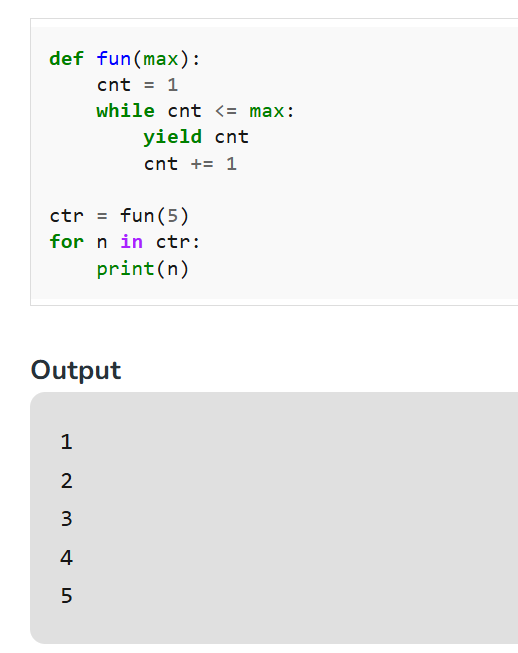 def fun(max):
    cnt = 1
    while cnt <= max:
        yield cnt
        cnt += 1

ctr = fun(5)
for n in ctr:
    print(n)

Output
1
2
3
4
5